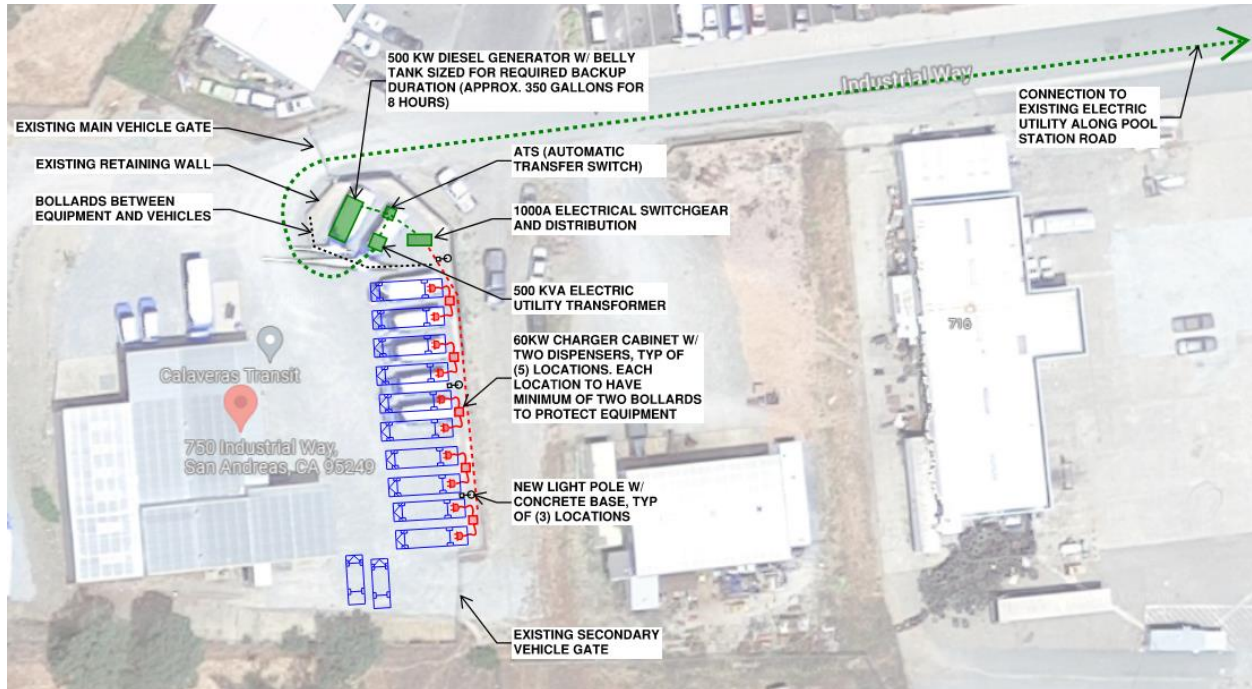 500 KW DIESEL GENERATOR W/ BELLY
TANK SIZED FOR REQUIRED BACKUP
DURATION (APPROX. 350 GALLONS FOR
8 HOURS)
Industrial Way
CONNECTION TO
EXISTING ELECTRIC
UTILITY ALONG POOL
STATION ROAD
EXISTING MAIN VEHICLE GATE
EXISTING RETAINING WALL
BOLLARDS BETWEEN
EQUIPMENT AND VEHICLES
ATS (AUTOMATIC
TRANSFER SWITCH)
1000A ELECTRICAL SWITCHGEAR
AND DISTRIBUTION
500 KVA ELECTRIC
UTILITY TRANSFORMER
716
60KW CHARGER CABINET W/
TWO DISPENSERS, TYP OF
(5) LOCATIONS. EACH
LOCATION TO HAVE
MINIMUM OF TWO BOLLARDS
TO PROTECT EQUIPMENT
Calaveras Transit
750 Industrial Way,
San Andreas, CA 95249
NEW LIGHT POLE W/
CONCRETE BASE, TYP
OF (3) LOCATIONS
EXISTING SECONDARY
VEHICLE GATE